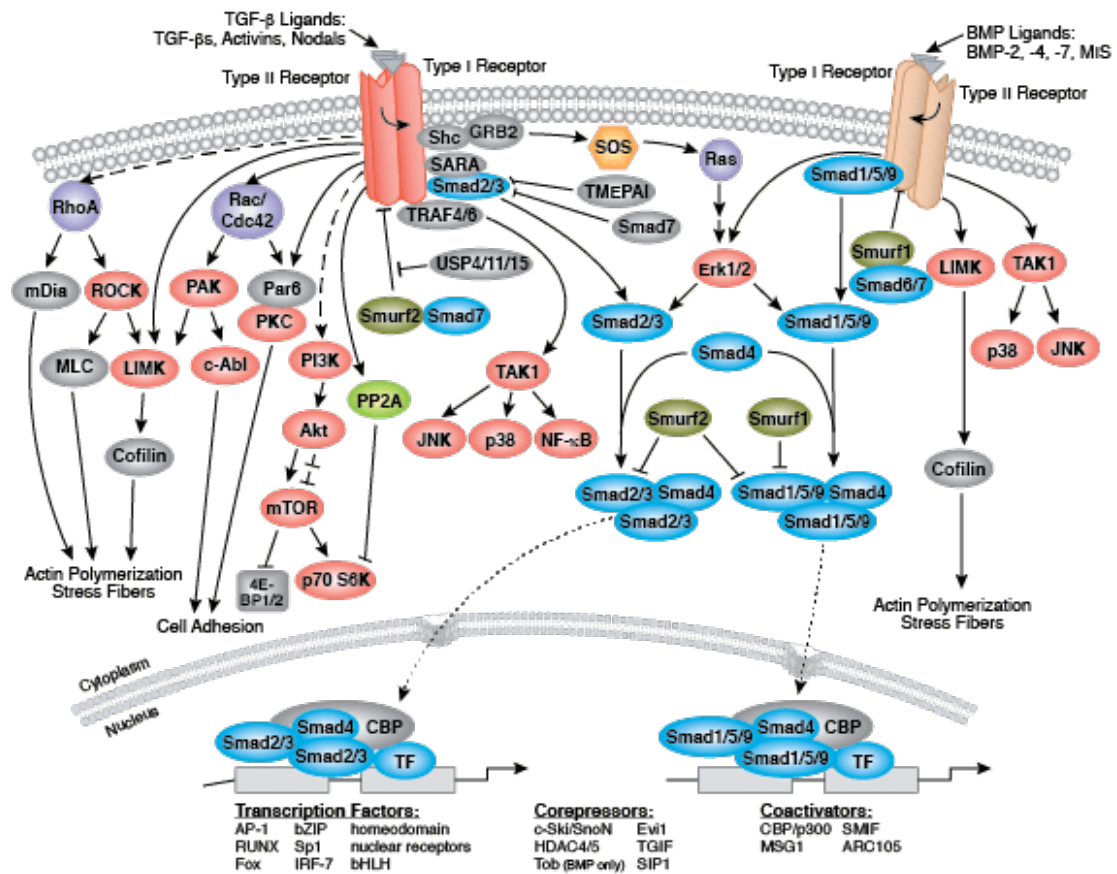 TGF-β Ligands:
TGF-βs, Activins, Nodals
BMP Ligands:
BMP-2, -4, -7, MIS
Type II Receptor
Type I Receptor
Type I Receptor
Type II Receptor
Shc
GRB2
SOS
Ras
SARA
Smad2/3
TMEPAI
TRAF4/6
Smad7
Smad1/5/9
RhoA
Rac/
Cdc42
USP4/11/15
Erk1/2
Smurf1
Smad6/7
LIMK
TAK1
mDia
ROCK
PAK
Par6
PKC
Smurf2
Smad7
Smad2/3
Smad1/5/9
p38
JNK
MLC
LIMK
c-Abl
PI3K
PP2A
TAK1
Smad4
Akt
JNK
p38
NF-κB
Smurf2
Smurf1
Cofilin
Cofilin
mTOR
Smad2/3
Smad4
Smad2/3
Smad1/5/9
Smad4
Smad1/5/9
4E-
BP1/2
p70 S6K
Actin Polymerization
Stress Fibers
Cell Adhesion
Actin Polymerization
Stress Fibers
Cytoplasm
Nucleus
Smad2/3
Smad4
CBP
Smad2/3
TF
Smad1/5/9
Smad4
CBP
Smad1/5/9
TF
Transcription Factors:
AP-1 bZIP homeodomain
RUNX Sp1 nuclear receptors
Fox IRF-7 bHLH
Corepressors:
c-Ski/SnoN Evi1
HDAC4/5 TGIF
Tob (BMP only) SIP1
Coactivators:
CBP/p300 SMIF
MSG1 ARC105